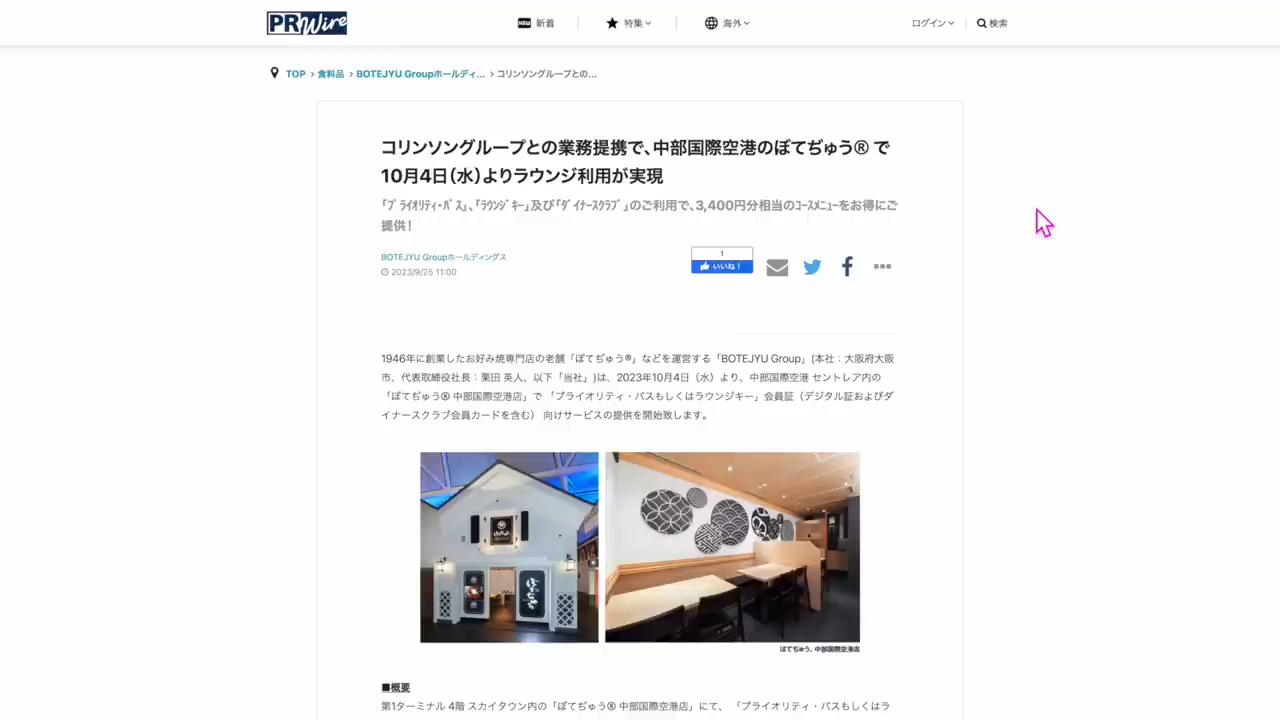 PRWire
NEW 新着
特集
海外
ログイン
検索
TOP › 食料品 › BOTEJYU Groupホールディ... › コリンソングループとの...
コリンソングループとの業務提携で、中部国際空港のぼてぢゅう® で
10月4日（水）よりラウンジ利用が実現
「ﾌﾟﾗｲｵﾘﾃｨ･ﾊﾟｽ」、「ﾗｳﾝｼﾞｷｰ」及び「ﾀﾞｲﾅｰｽｸﾗﾌﾞ」のご利用で、3,400円分相当のｺｰｽﾒﾆｭｰをお得にご
提供！
BOTEJYU Groupホールディングス
2023/9/25 11:00
1
いいね！
1946年に創業したお好み焼専門店の老舗「ぼてぢゅう®」などを運営する「BOTEJYU Group」(本社：大阪府大阪
市、代表取締役社長：栗田 英人、以下「当社」)は、2023年10月4日（水）より、中部国際空港 セントレア内の
「ぼてぢゅう® 中部国際空港店」で 「プライオリティ・パスもしくはラウンジキー」会員証（デジタル証およびダ
イナースクラブ会員カードを含む） 向けサービスの提供を開始致します。
ぼてぢゅう
ぼてぢゅう® 中部国際空港店
■概要
第1ターミナル 4階 スカイタウン内の「ぼてぢゅう® 中部国際空港店」にて、 「プライオリティ・パスもしくはラ